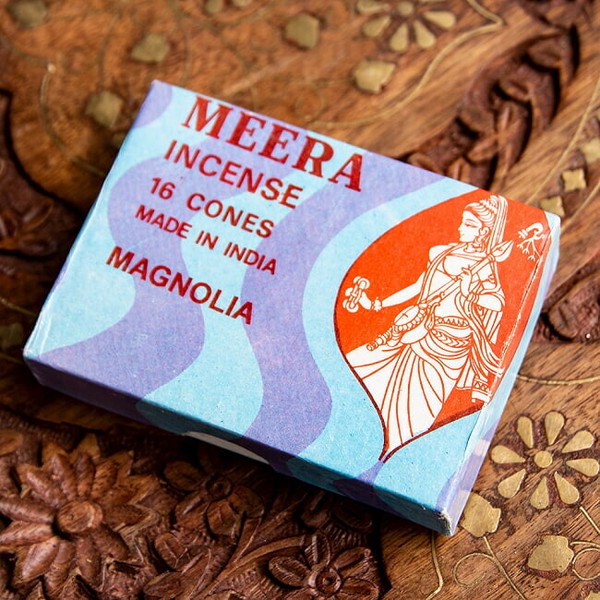 MEERA
INCENSE
16 CONES
MADE IN INDIA
MAGNOLIA